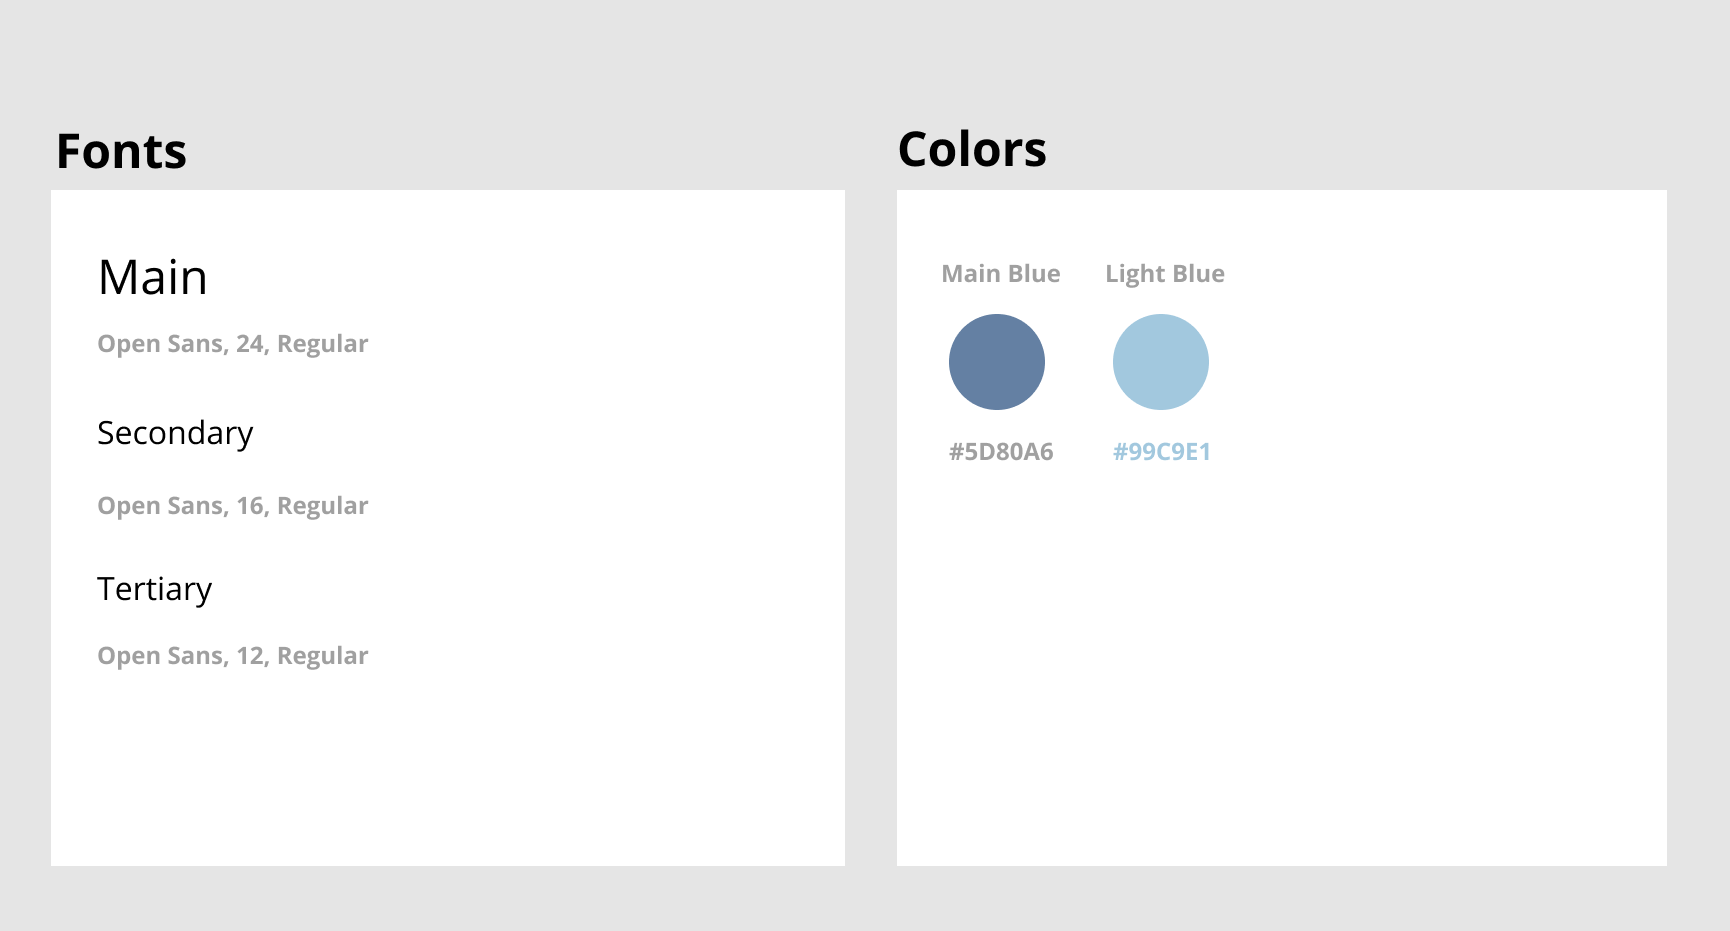 Fonts
Main
Open Sans, 24, Regular
Secondary
Open Sans, 16, Regular
Tertiary
Open Sans, 12, Regular
Colors
Main Blue
Light Blue
#5D80A6
#99C9E1